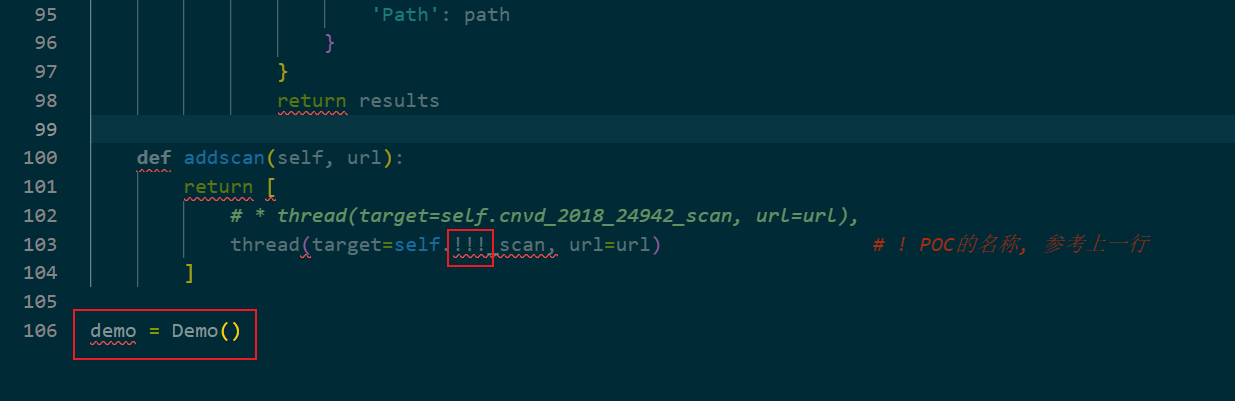 95 'Path': path
96 }
97 }
98 return results
99
100 def addscan(self, url):
101 return [
102 # * thread(target=self.cnvd_2018_24942_scan, url=url),
103 thread(target=self.!!!_scan, url=url) # ! POC的名称, 参考上一行
104 ]
105
106 demo = Demo()